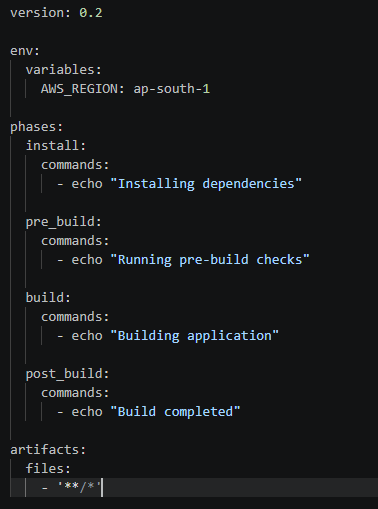 version: 0.2
env:
  variables:
    AWS_REGION: ap-south-1
phases:
  install:
    commands:
      - echo "Installing dependencies"
  pre_build:
    commands:
      - echo "Running pre-build checks"
  build:
    commands:
      - echo "Building application"
  post_build:
    commands:
      - echo "Build completed"
artifacts:
  files:
    - '**/*'